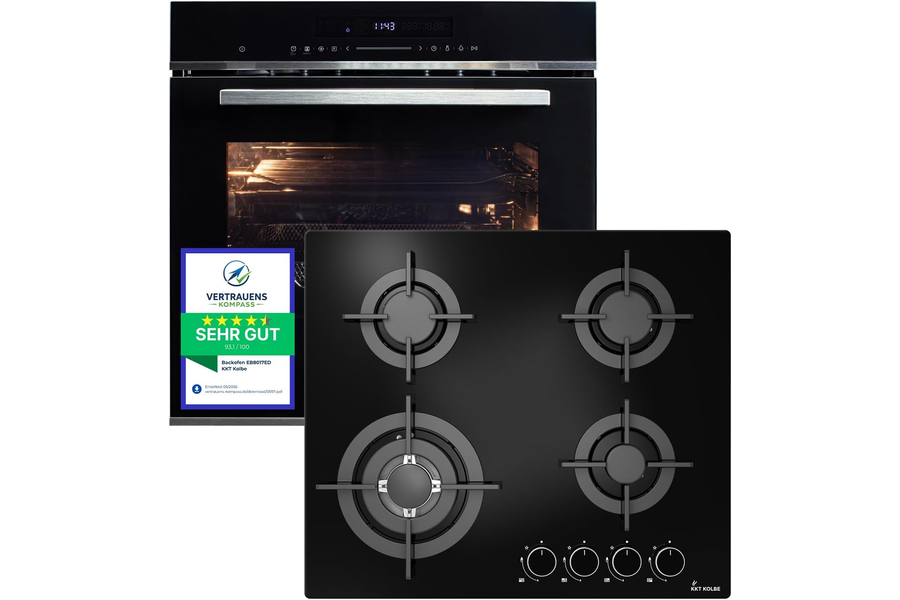 11:43
VERTRAUENS
KOMPASS
SEHR GUT
93,1 / 100
Backofen EB8017ED
KKT Kolbe
KKT KOLBE